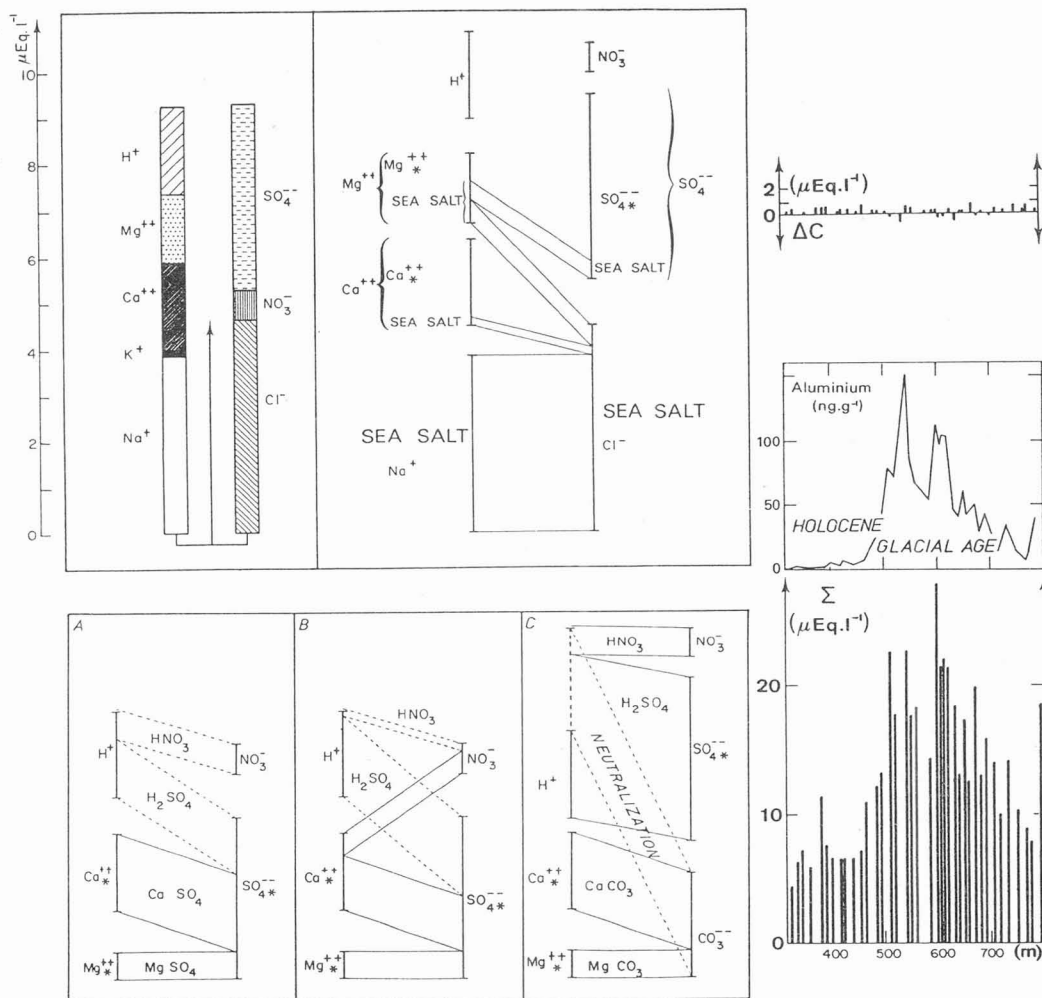 μEq.l⁻¹
10
8
6
4
2
0
H⁺
Mg⁺⁺
Ca⁺⁺
K⁺
Na⁺
SO₄⁻⁻
NO₃⁻
Cl⁻
H⁺
NO₃⁻
Mg⁺⁺
Mg⁺⁺*
SEA SALT
SO₄*⁻⁻
SO₄⁻⁻
Ca⁺⁺
Ca⁺⁺*
SEA SALT
SEA SALT
SEA SALT
Na⁺
SEA SALT
Cl⁻
2
0
(μEq.l⁻¹)
ΔC
Aluminium
(ng.g⁻¹)
100
50
0
HOLOCENE
GLACIAL AGE
Σ
(μEq.l⁻¹)
20
10
0
400
500
600
700
(m)
A
HNO₃
H⁺
NO₃⁻
H₂SO₄
Ca⁺⁺*
Ca SO₄
SO₄*⁻⁻
Mg⁺⁺*
Mg SO₄
B
HNO₃
H⁺
NO₃⁻
H₂SO₄
Ca⁺⁺*
SO₄*⁻⁻
Mg⁺⁺*
C
HNO₃
NO₃⁻
H₂SO₄
SO₄*⁻⁻
H⁺
NEUTRALIZATION
Ca⁺⁺*
Ca CO₃
CO₃⁻⁻
Mg⁺⁺*
Mg CO₃